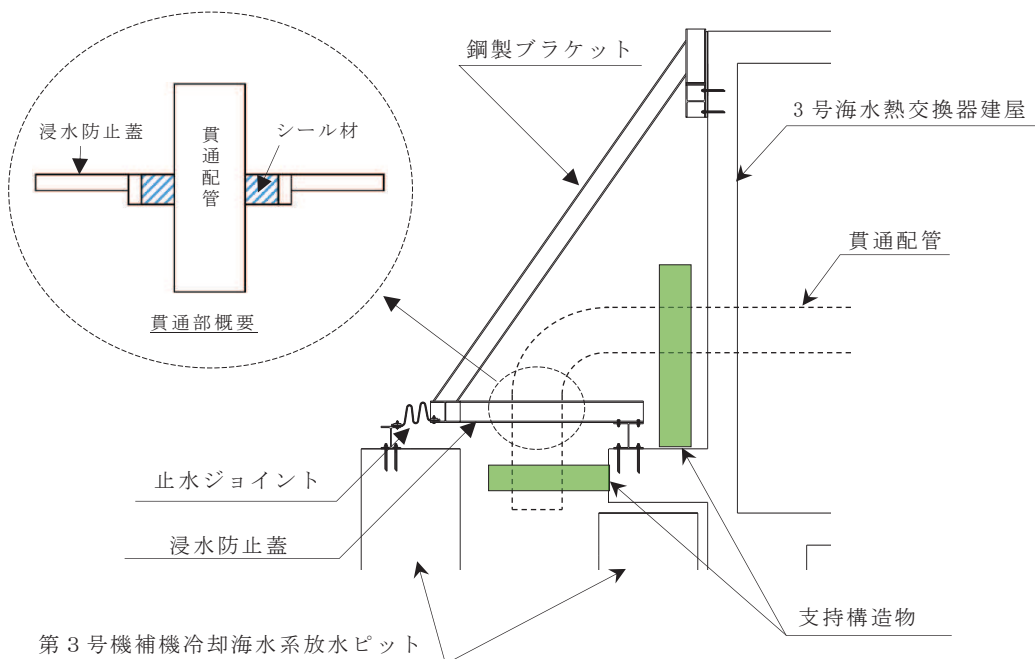 鋼製ブラケット
3号海水熱交換器建屋
浸水防止蓋
シール材
貫通配管
貫通部概要
貫通配管
止水ジョイント
浸水防止蓋
支持構造物
第3号機補機冷却海水系放水ピット